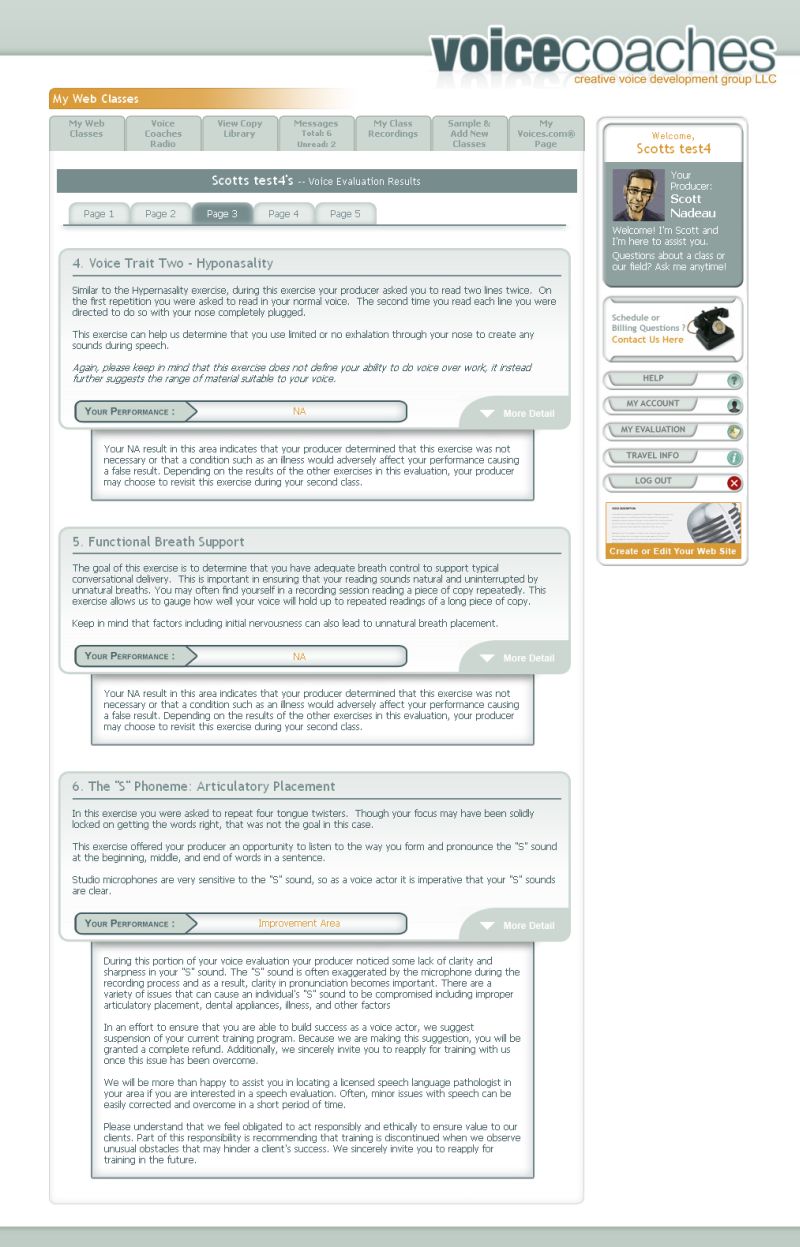 voicecoaches
creative voice development group LLC
My Web Classes
My Web
Classes
Voice
Coaches
Radio
View Copy
Library
Messages
Total: 6
Unread: 2
My Class
Recordings
Sample &
Add New
Classes
My
Voices.com®
Page
Scotts test4's -- Voice Evaluation Results
Page 1 Page 2 Page 3 Page 4 Page 5
4. Voice Trait Two - Hyponasality
Similar to the Hypernasality exercise, during this exercise your producer asked you to read two lines twice. On
the first repetition you were asked to read in your normal voice. The second time you read each line you were
directed to do so with your nose completely plugged.
This exercise can help us determine that you use limited or no exhalation through your nose to create any
sounds during speech.
Again, please keep in mind that this exercise does not define your ability to do voice over work, it instead
further suggests the range of material suitable to your voice.
Your Performance : NA More Detail
Your NA result in this area indicates that your producer determined that this exercise was not
necessary or that a condition such as an illness would adversely affect your performance causing
a false result. Depending on the results of the other exercises in this evaluation, your producer
may choose to revisit this exercise during your second class.
5. Functional Breath Support
The goal of this exercise is to determine that you have adequate breath control to support typical
conversational delivery. This is important in ensuring that your reading sounds natural and uninterrupted by
unnatural breaths. You may often find yourself in a recording session reading a piece of copy repeatedly. This
exercise allows us to gauge how well your voice will hold up to repeated readings of a long piece of copy.
Keep in mind that factors including initial nervousness can also lead to unnatural breath placement.
Your Performance : NA More Detail
Your NA result in this area indicates that your producer determined that this exercise was not
necessary or that a condition such as an illness would adversely affect your performance causing
a false result. Depending on the results of the other exercises in this evaluation, your producer
may choose to revisit this exercise during your second class.
6. The "S" Phoneme: Articulatory Placement
In this exercise you were asked to repeat four tongue twisters. Though your focus may have been solidly
locked on getting the words right, that was not the goal in this case.
This exercise offered your producer an opportunity to listen to the way you form and pronounce the "S" sound
at the beginning, middle, and end of words in a sentence.
Studio microphones are very sensitive to the "S" sound, so as a voice actor it is imperative that your "S" sounds
are clear.
Your Performance : Improvement Area More Detail
During this portion of your voice evaluation your producer noticed some lack of clarity and
sharpness in your "S" sound. The "S" sound is often exaggerated by the microphone during the
recording process and as a result, clarity in pronunciation becomes important. There are a
variety of issues that can cause an individual's "S" sound to be compromised including improper
articulatory placement, dental appliances, illness, and other factors
In an effort to ensure that you are able to build success as a voice actor, we suggest
suspension of your current training program. Because we are making this suggestion, you will be
granted a complete refund. Additionally, we sincerely invite you to reapply for training with us
once this issue has been overcome.
We will be more than happy to assist you in locating a licensed speech language pathologist in
your area if you are interested in a speech evaluation. Often, minor issues with speech can be
easily corrected and overcome in a short period of time.
Please understand that we feel obligated to act responsibly and ethically to ensure value to our
clients. Part of this responsibility is recommending that training is discontinued when we observe
unusual obstacles that may hinder a client's success. We sincerely invite you to reapply for
training in the future.
Welcome,
Scotts test4
Your
Producer:
Scott
Nadeau
Welcome! I'm Scott and
I'm here to assist you.
Questions about a class or
our field? Ask me anytime!
Schedule or
Billing Questions ?
Contact Us Here
HELP ?
MY ACCOUNT
MY EVALUATION
TRAVEL INFO i
LOG OUT
Create or Edit Your Web Site